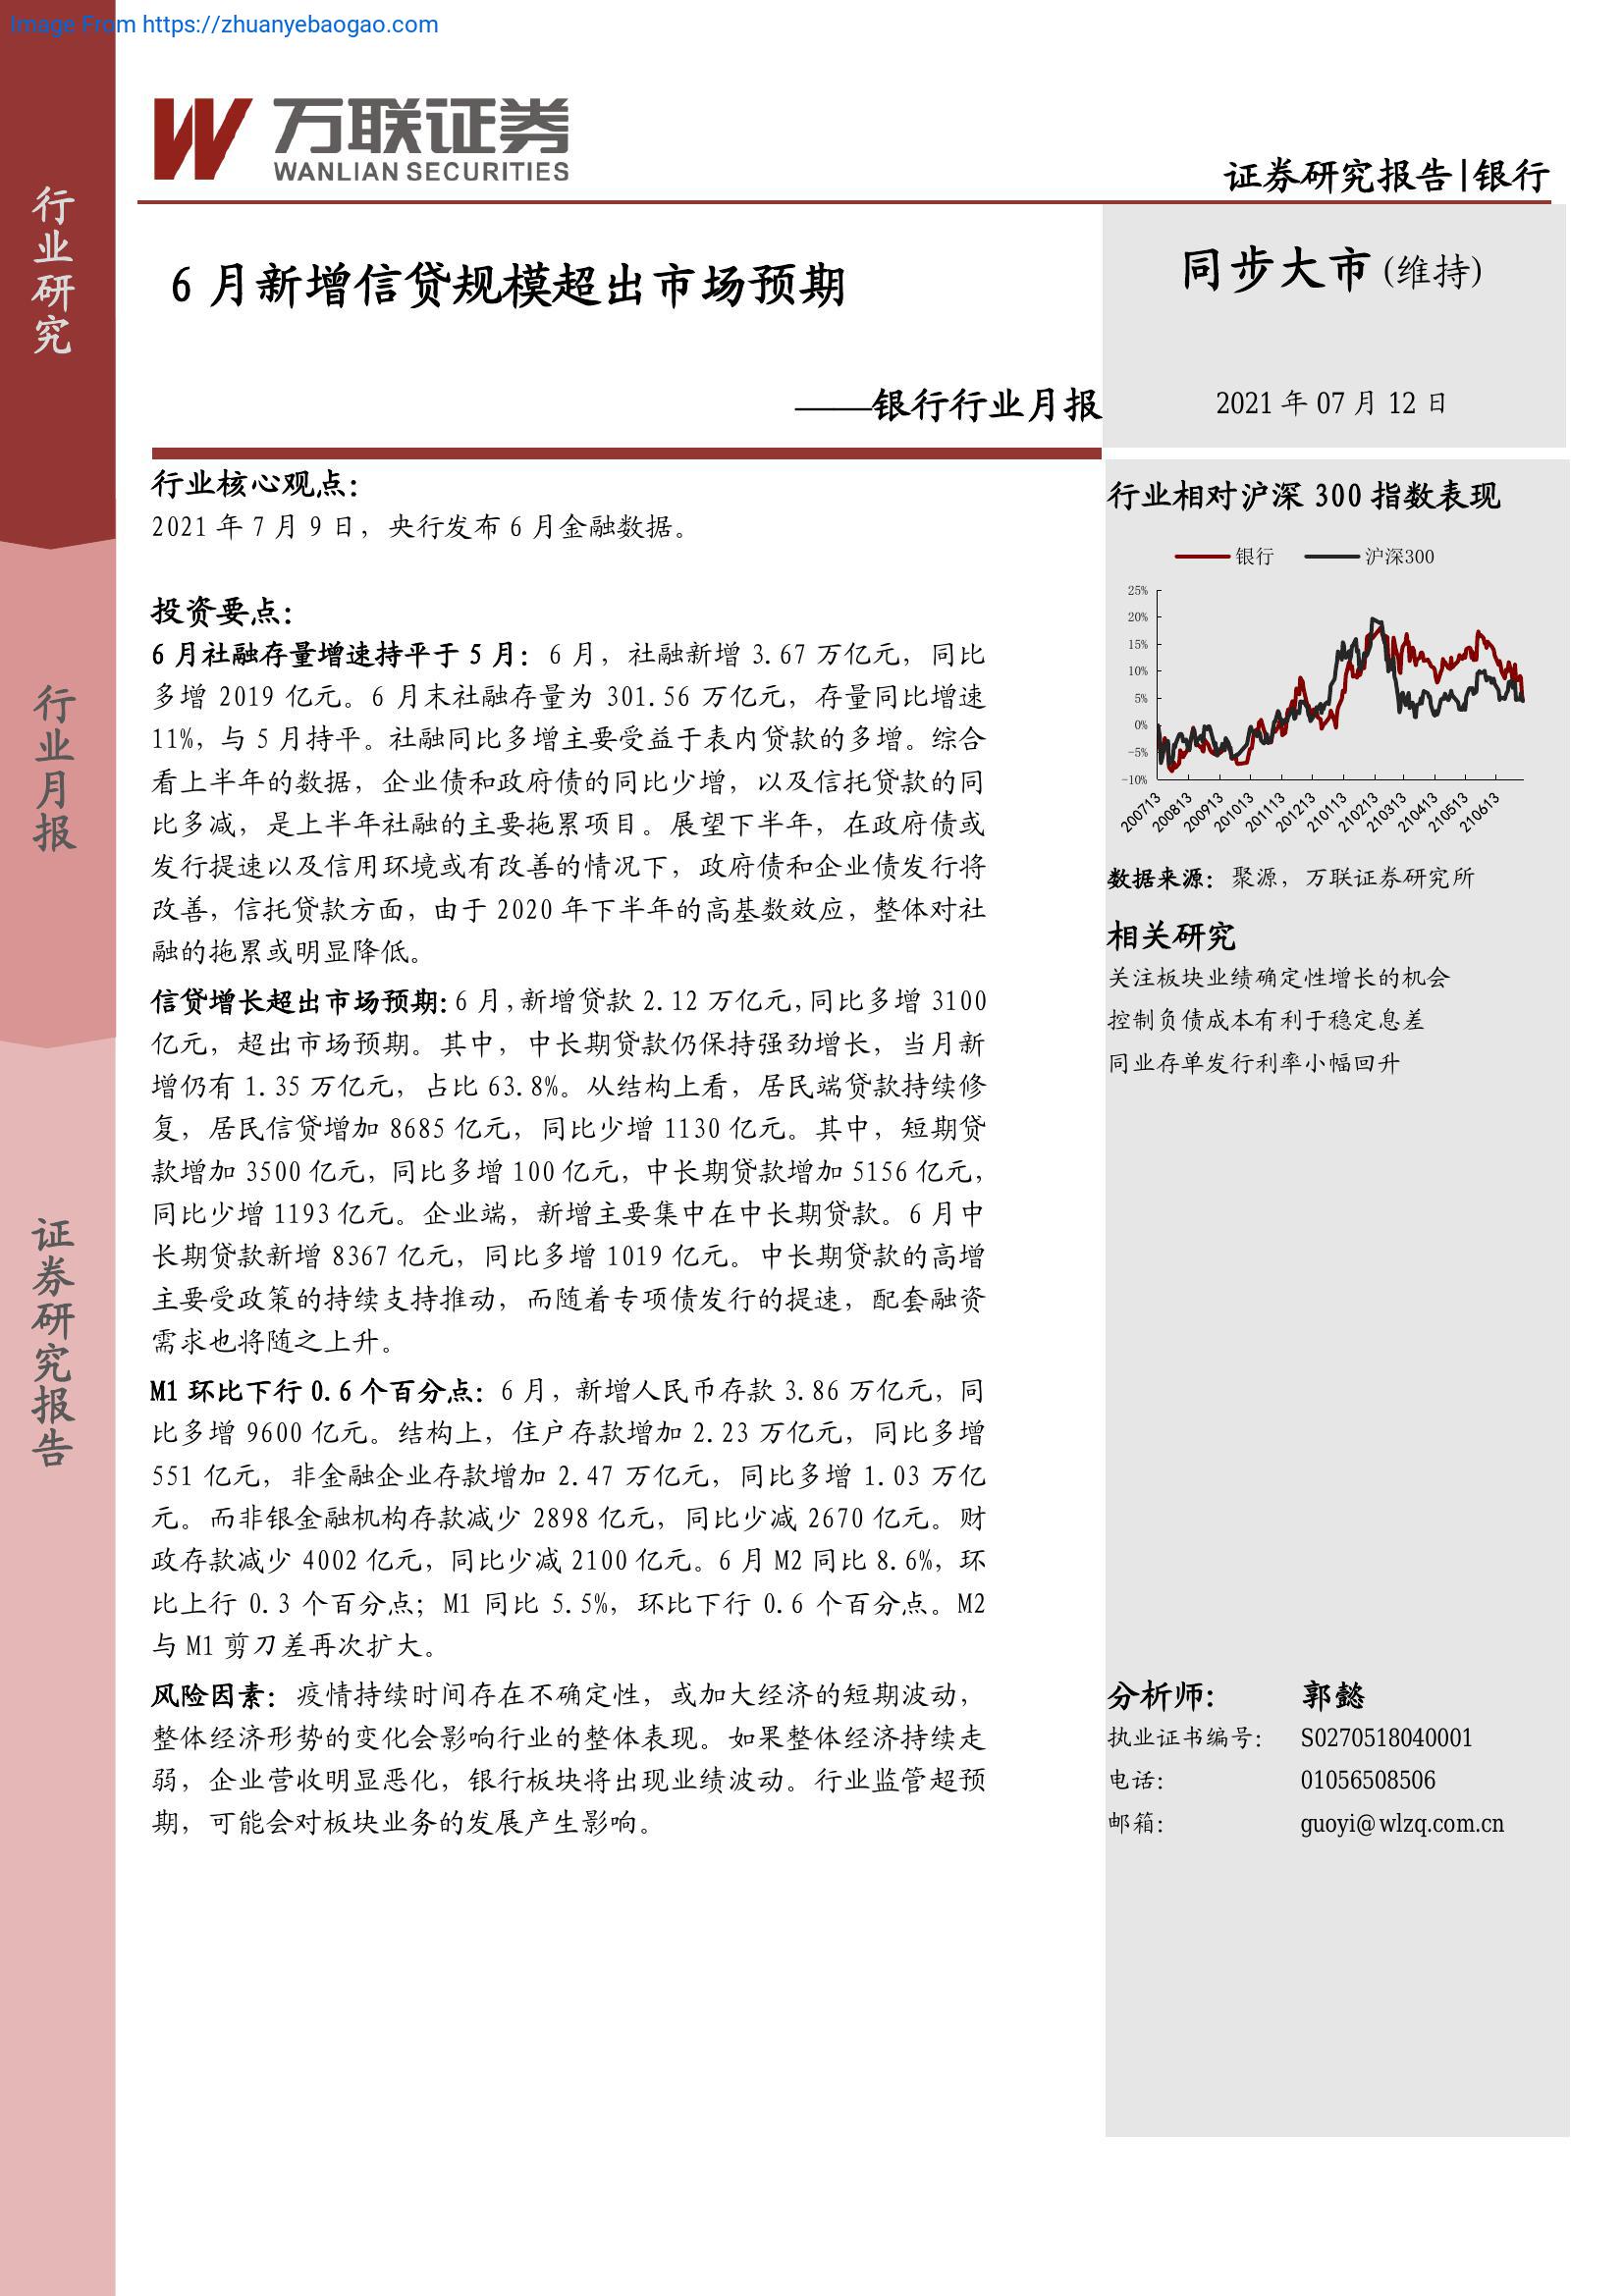 Image From https://zhuanyebaogao.com
万联证券
WANLIAN SECURITIES
证券研究报告|银行
行业研究
行业月报
证券研究报告
6 月新增信贷规模超出市场预期
——银行行业月报
同步大市(维持)
2021 年 07 月 12 日
行业核心观点：
2021 年 7 月 9 日，央行发布 6 月金融数据。
投资要点：
6 月社融存量增速持平于 5 月：6 月，社融新增 3.67 万亿元，同比
多增 2019 亿元。6 月末社融存量为 301.56 万亿元，存量同比增速
11%，与 5 月持平。社融同比多增主要受益于表内贷款的多增。综合
看上半年的数据，企业债和政府债的同比少增，以及信托贷款的同
比多减，是上半年社融的主要拖累项目。展望下半年，在政府债或
发行提速以及信用环境或有改善的情况下，政府债和企业债发行将
改善，信托贷款方面，由于 2020 年下半年的高基数效应，整体对社
融的拖累或明显降低。
信贷增长超出市场预期：6 月，新增贷款 2.12 万亿元，同比多增 3100
亿元，超出市场预期。其中，中长期贷款仍保持强劲增长，当月新
增仍有 1.35 万亿元，占比 63.8%。从结构上看，居民端贷款持续修
复，居民信贷增加 8685 亿元，同比少增 1130 亿元。其中，短期贷
款增加 3500 亿元，同比多增 100 亿元，中长期贷款增加 5156 亿元，
同比少增 1193 亿元。企业端，新增主要集中在中长期贷款。6 月中
长期贷款新增 8367 亿元，同比多增 1019 亿元。中长期贷款的高增
主要受政策的持续支持推动，而随着专项债发行的提速，配套融资
需求也将随之上升。
M1 环比下行 0.6 个百分点：6 月，新增人民币存款 3.86 万亿元，同
比多增 9600 亿元。结构上，住户存款增加 2.23 万亿元，同比多增
551 亿元，非金融企业存款增加 2.47 万亿元，同比多增 1.03 万亿
元。而非银金融机构存款减少 2898 亿元，同比少减 2670 亿元。财
政存款减少 4002 亿元，同比少减 2100 亿元。6 月 M2 同比 8.6%，环
比上行 0.3 个百分点；M1 同比 5.5%，环比下行 0.6 个百分点。M2
与 M1 剪刀差再次扩大。
风险因素：疫情持续时间存在不确定性，或加大经济的短期波动，
整体经济形势的变化会影响行业的整体表现。如果整体经济持续走
弱，企业营收明显恶化，银行板块将出现业绩波动。行业监管超预
期，可能会对板块业务的发展产生影响。
行业相对沪深 300 指数表现
银行 沪深300
25%
20%
15%
10%
5%
0%
-5%
-10%
200713 200813 200913 201013 201113 201213 210113 210213 210313 210413 210513 210613
数据来源：聚源，万联证券研究所
相关研究
关注板块业绩确定性增长的机会
控制负债成本有利于稳定息差
同业存单发行利率小幅回升
分析师： 郭懿
执业证书编号： S0270518040001
电话： 01056508506
邮箱： guoyi@wlzq.com.cn